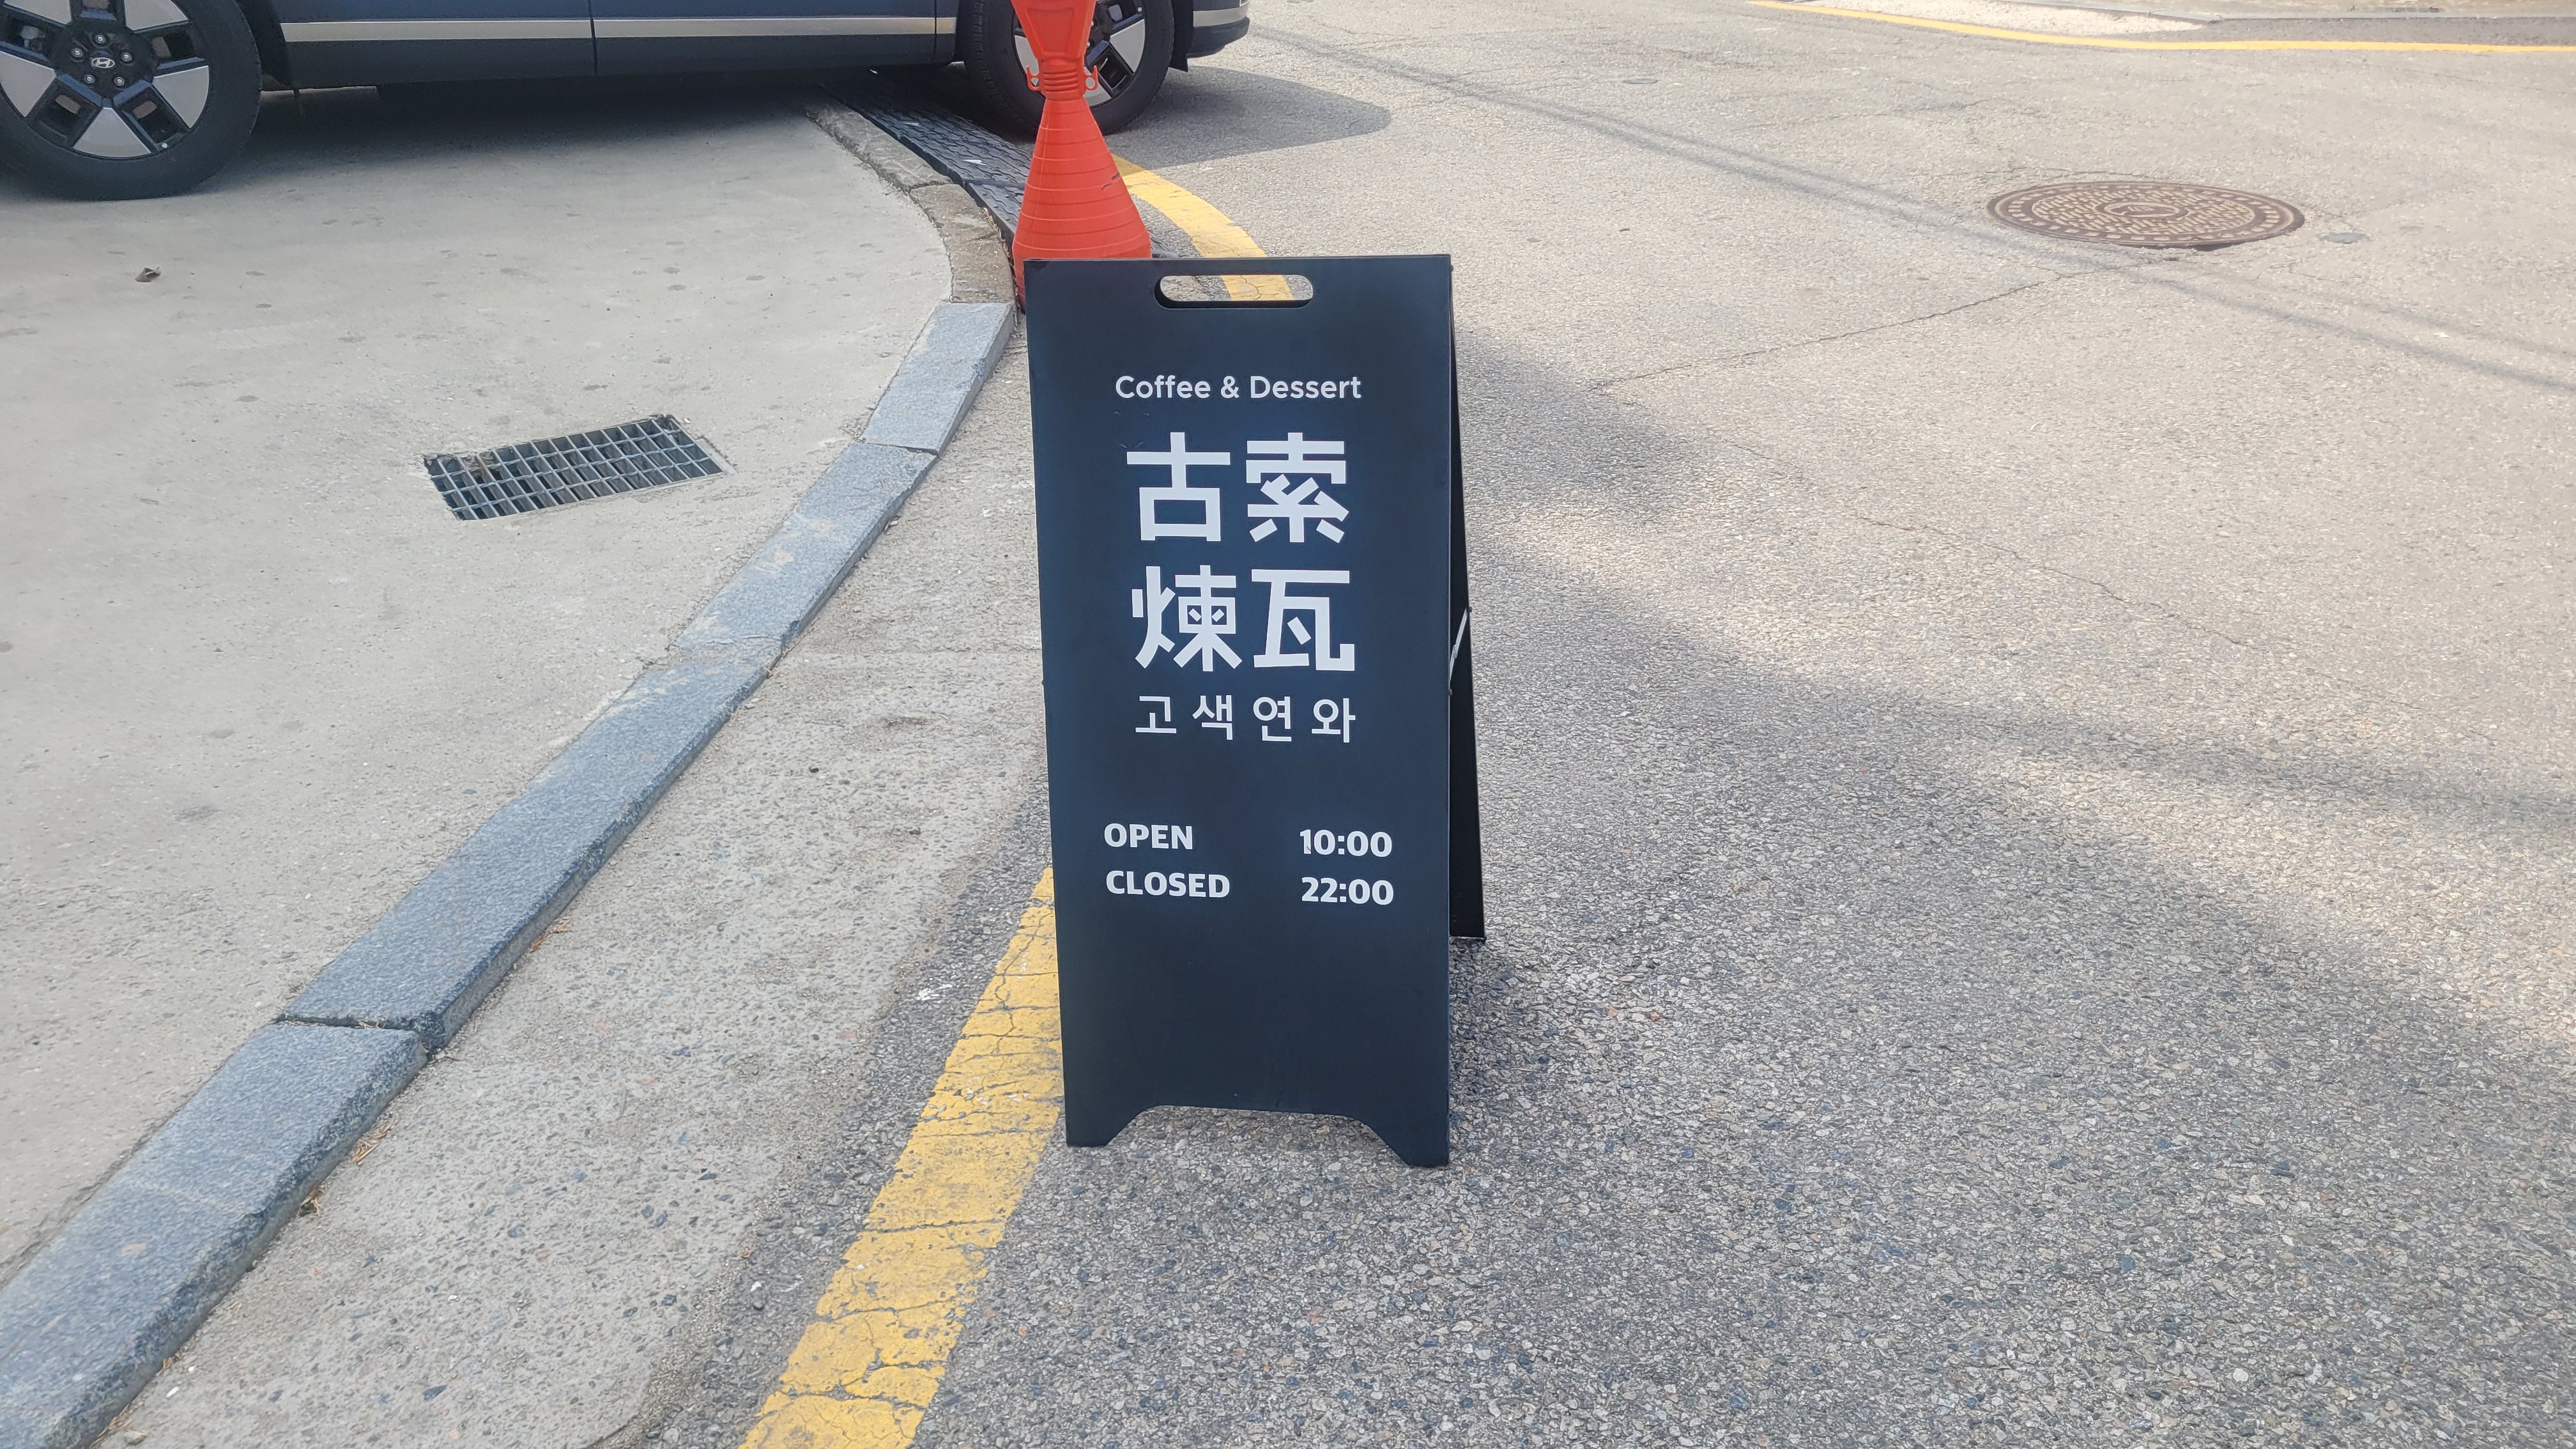 Coffee & Dessert
古索
煉瓦
고색연와
OPEN 10:00
CLOSED 22:00